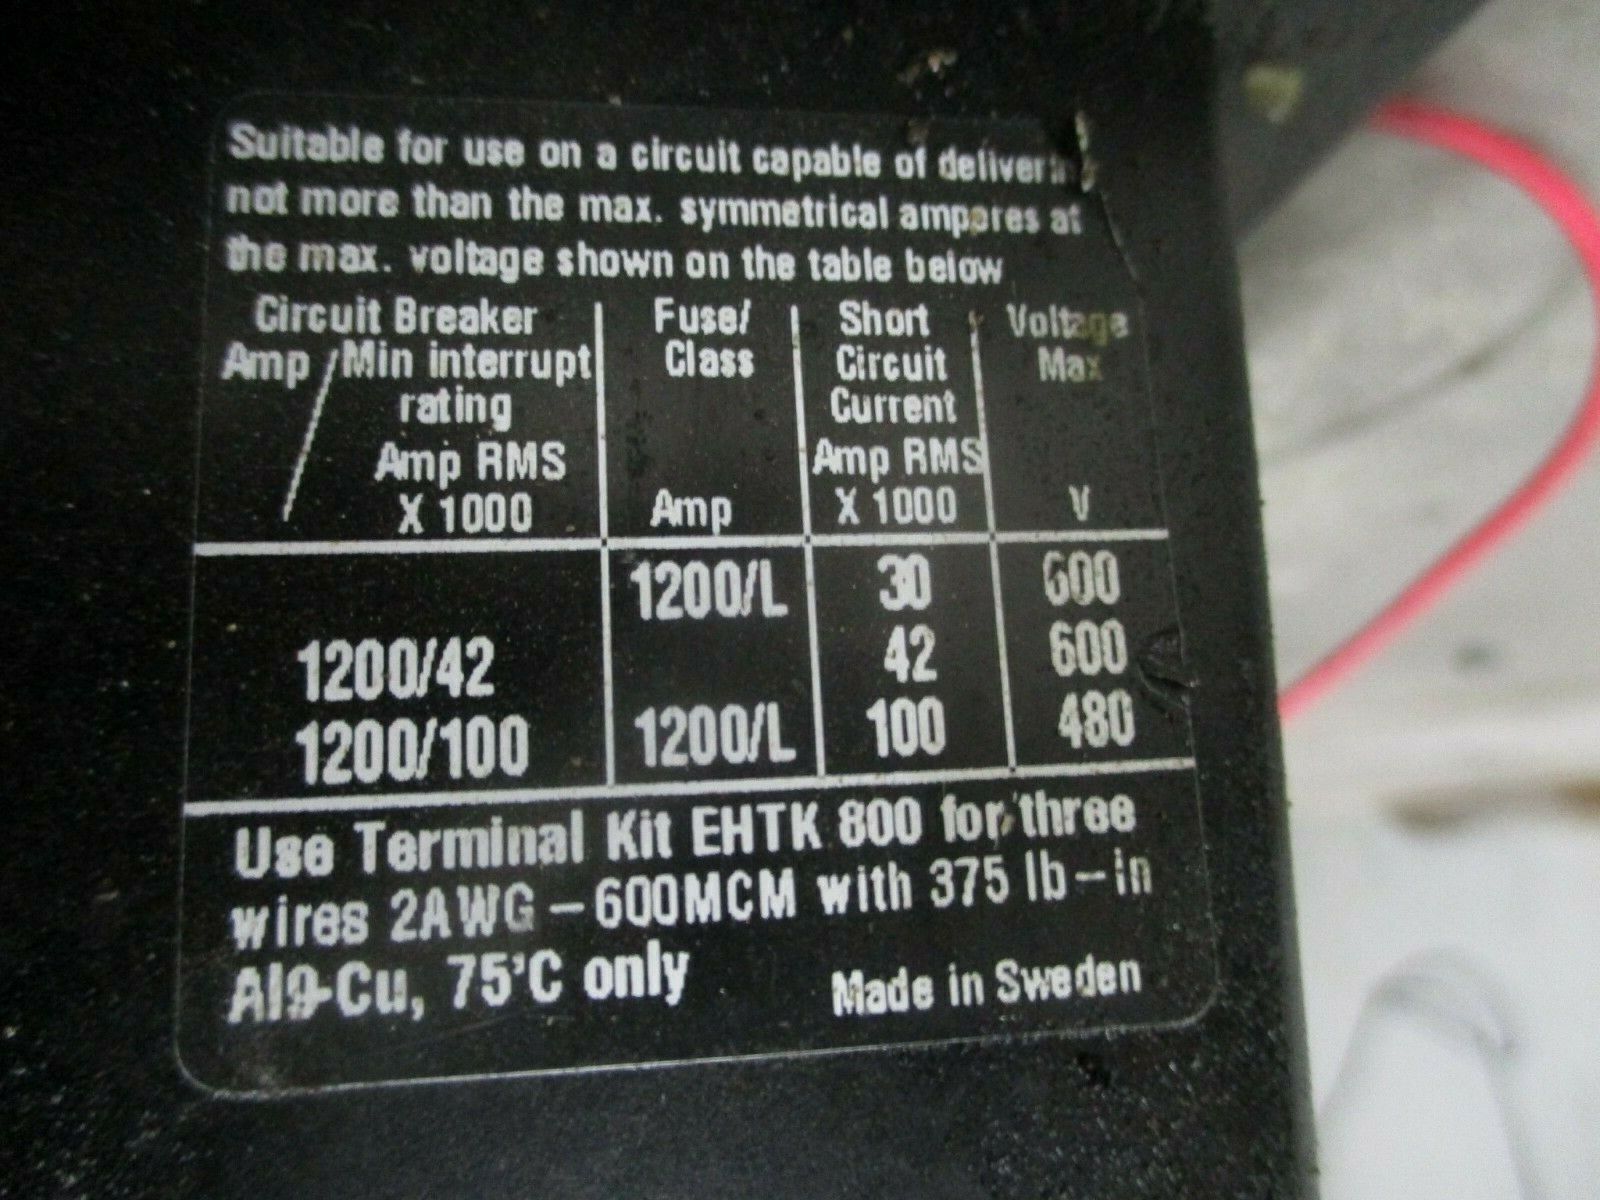 Suitable for use on a circuit capable of delivering
not more than the max. symmetrical amperes at
the max. voltage shown on the table below
Circuit Breaker Fuse/ Short Voltage
Amp / Min interrupt Class Circuit Max
rating Current
Amp RMS Amp RMS
X 1000 Amp X 1000 V
1200/L 30 600
1200/42 42 600
1200/100 1200/L 100 480
Use Terminal Kit EHTK 800 for three
wires 2AWG - 600MCM with 375 lb-in
Al9-Cu, 75'C only Made in Sweden